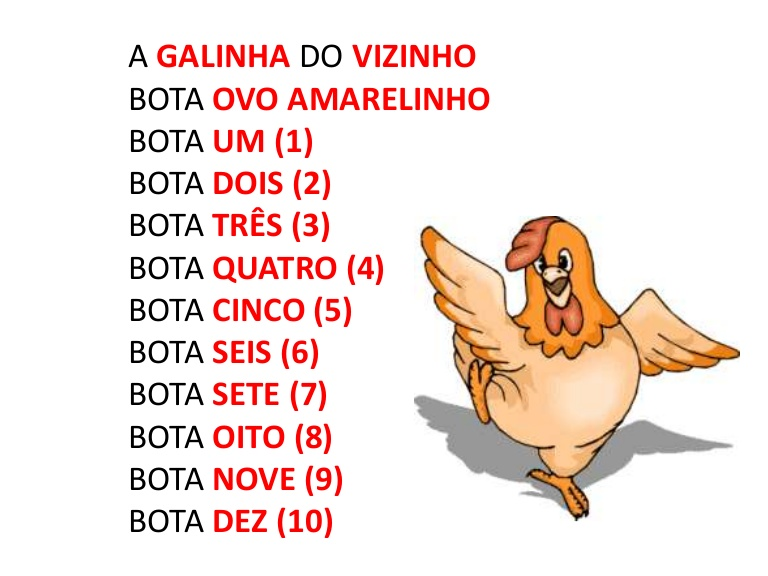 A GALINHA DO VIZINHO
BOTA OVO AMARELINHO
BOTA UM (1)
BOTA DOIS (2)
BOTA TRÊS (3)
BOTA QUATRO (4)
BOTA CINCO (5)
BOTA SEIS (6)
BOTA SETE (7)
BOTA OITO (8)
BOTA NOVE (9)
BOTA DEZ (10)